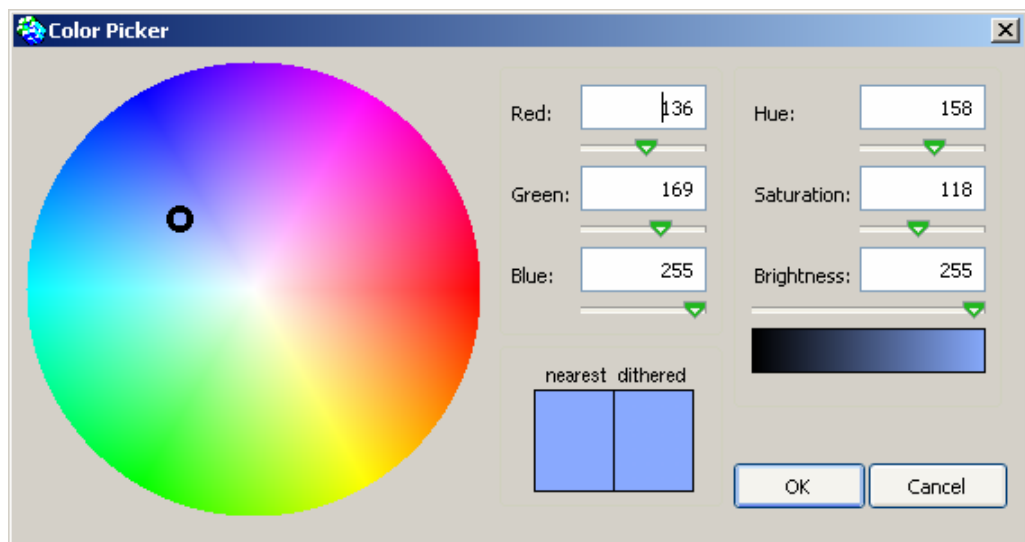 Color Picker
Red: 136
Hue: 158
Green: 169
Saturation: 118
Blue: 255
Brightness: 255
nearest dithered
OK
Cancel